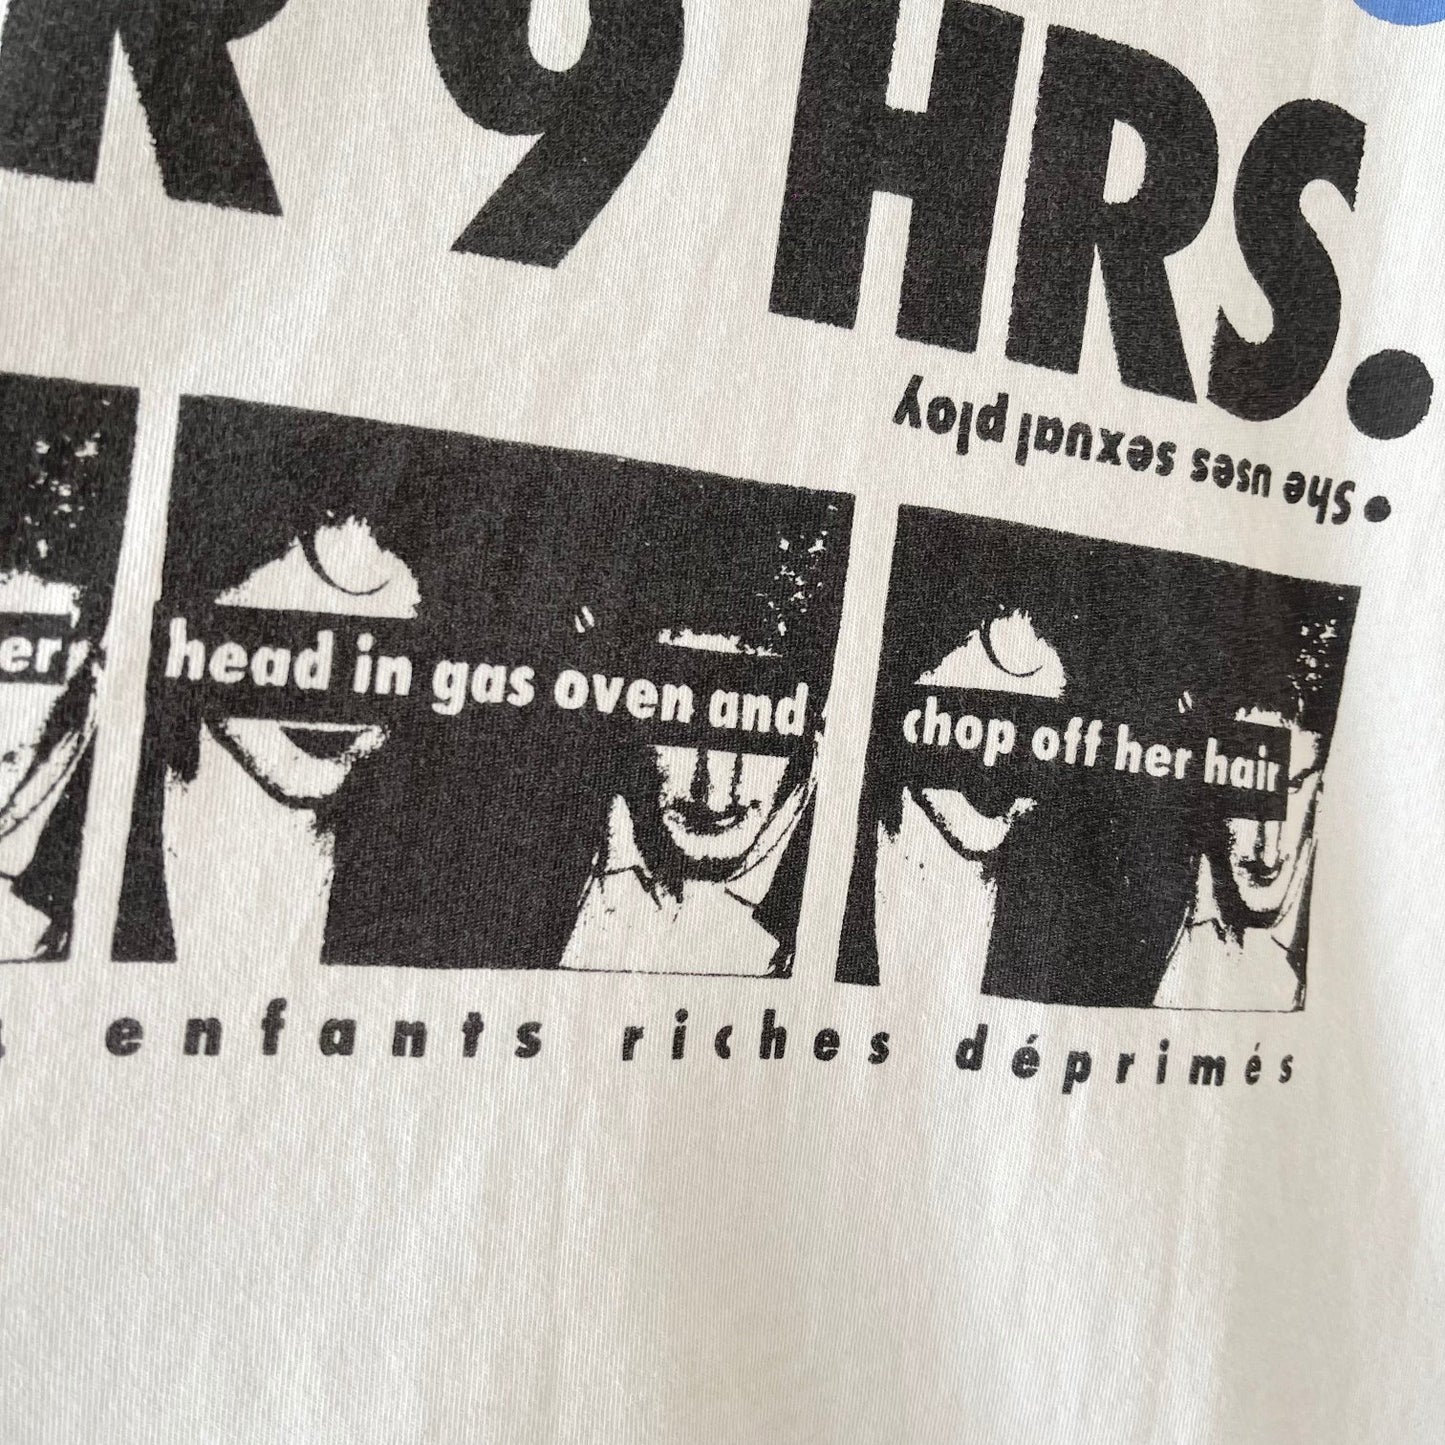 R 9 HRS.
• She uses sexual ploy
head in gas oven and
chop off her hair
enfants riches déprimés